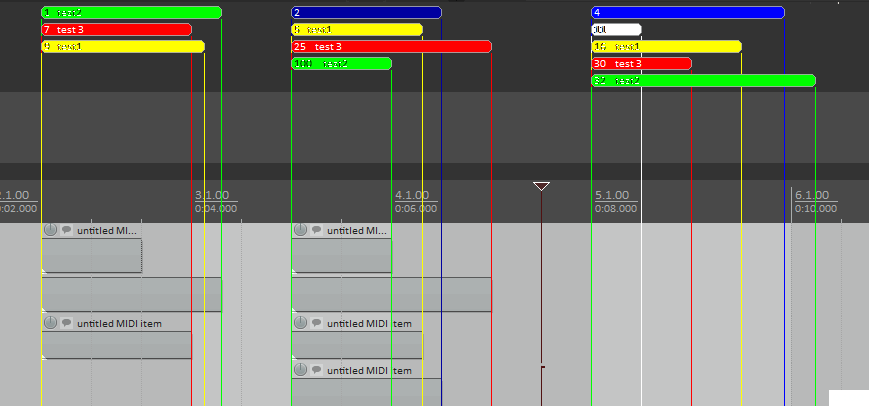 1 test2
2
4
7 test 3
5 test1
9 test1
25 test 3
16 test1
100 test2
30 test 3
32 test2
2.1.00
3.1.00
4.1.00
5.1.00
6.1.00
0:02.000
0:04.000
0:06.000
0:08.000
0:10.000
untitled MI...
untitled MI...
untitled MIDI item
untitled MIDI item
untitled MIDI item